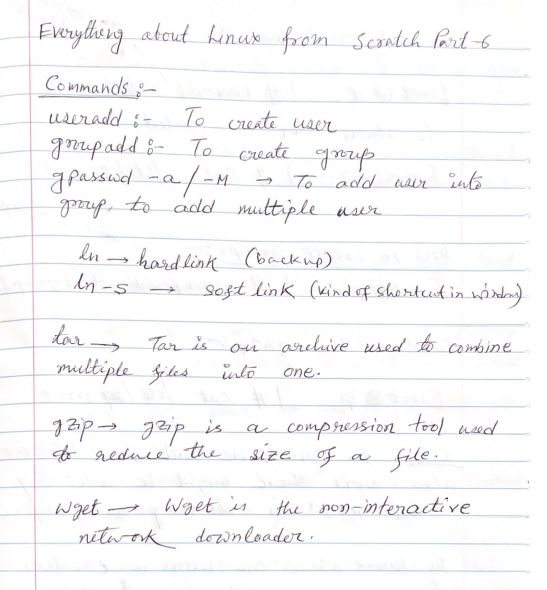 Everything about Linux from Scratch Part-6
Commands :-
useradd :- To create user
groupadd :- To create group
gpasswd -a / -M → To add user into
group, to add multiple user
ln → hard link (backup)
ln -s → soft link (kind of shortcut in window)
tar → Tar is an archive used to combine
multiple files into one.
gzip → gzip is a compression tool used
to reduce the size of a file.
wget → Wget is the non-interactive
network downloader.